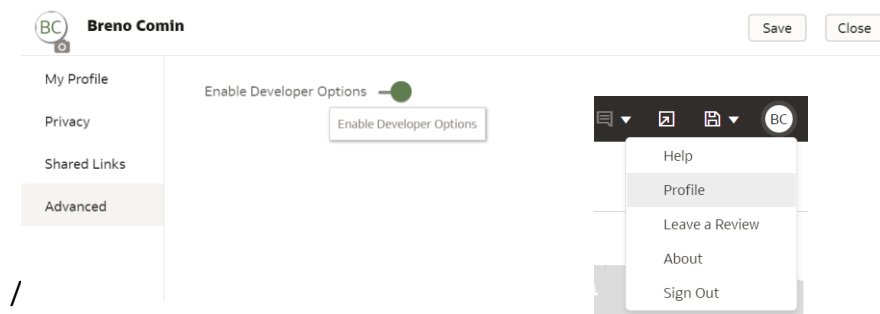 BC Breno Comin Save Close
My Profile
Privacy
Shared Links
Advanced
Enable Developer Options
Enable Developer Options
BC
Help
Profile
Leave a Review
About
Sign Out
/